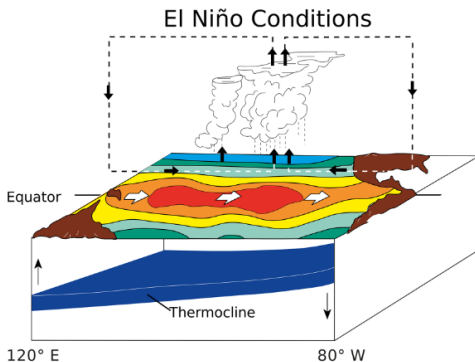 El Niño Conditions
Equator
Thermocline
120° E
80° W